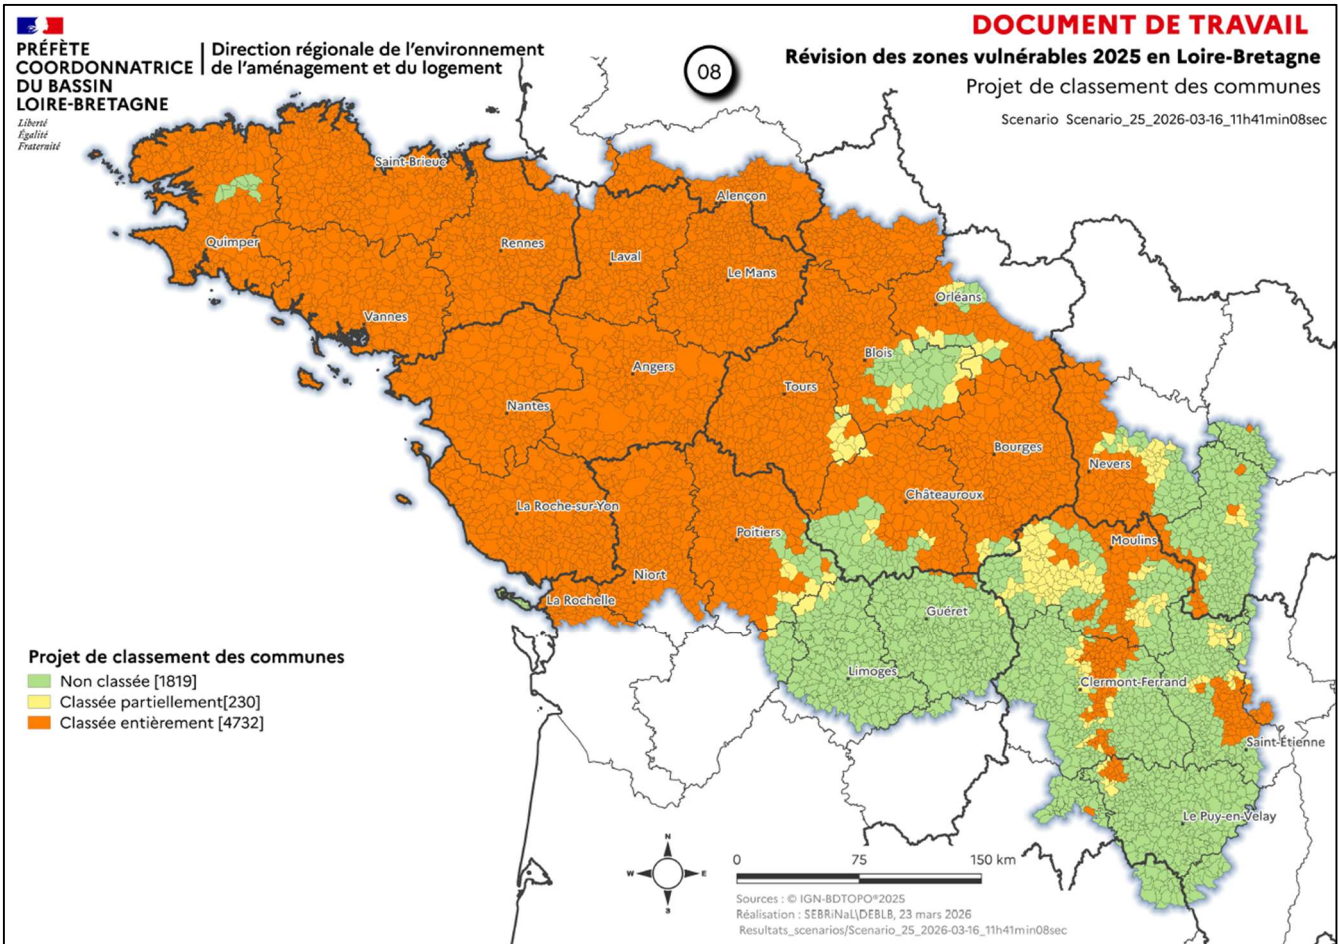 PRÉFÈTE
COORDONNATRICE
DU BASSIN
LOIRE-BRETAGNE
Liberté
Égalité
Fraternité
Direction régionale de l'environnement
de l'aménagement et du logement
08
DOCUMENT DE TRAVAIL
Révision des zones vulnérables 2025 en Loire-Bretagne
Projet de classement des communes
Scenario Scenario_25_2026-03-16_11h41min08sec
Saint-Brieuc
Alençon
Quimper
Rennes
Laval
Le Mans
Orléans
Vannes
Blois
Angers
Tours
Nantes
Bourges
Nevers
Châteauroux
La Roche-sur-Yon
Poitiers
Moulins
Niort
La Rochelle
Guéret
Limoges
Clermont-Ferrand
Saint-Étienne
Le Puy-en-Velay
Projet de classement des communes
Non classée [1819]
Classée partiellement[230]
Classée entièrement [4732]
N
W
E
S
0 75 150 km
Sources : © IGN-BDTOPO®2025
Réalisation : SEBRiNaL\DEBLB, 23 mars 2026
Resultats_scenarios/Scenario_25_2026-03-16_11h41min08sec